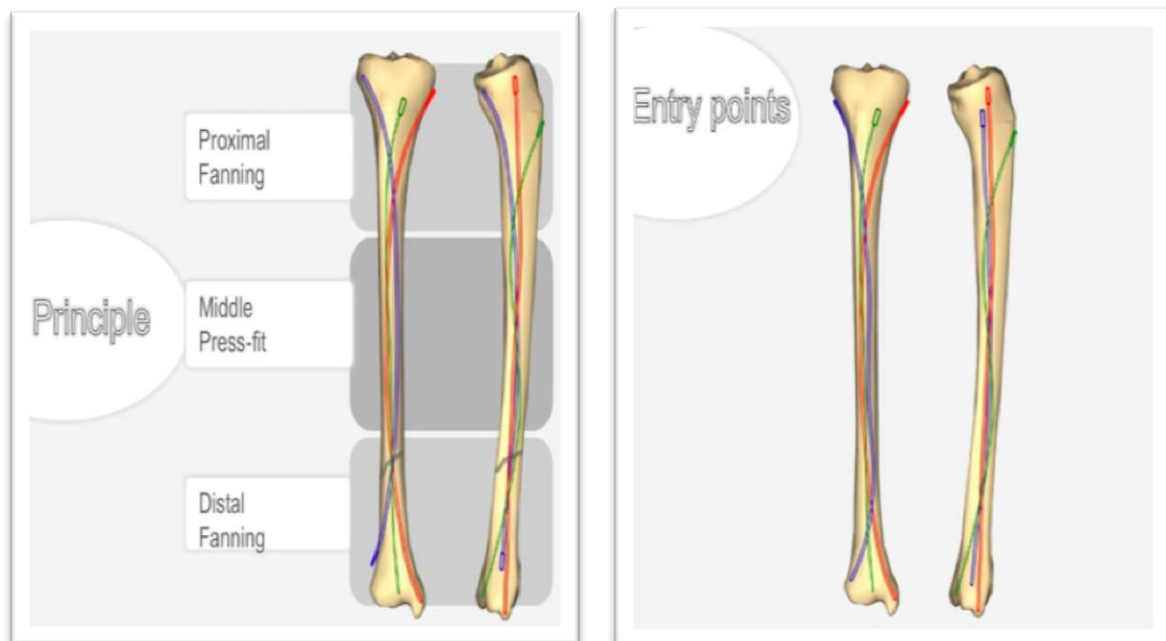 Proximal
Fanning
Principle
Middle
Press-fit
Distal
Fanning
Entry points